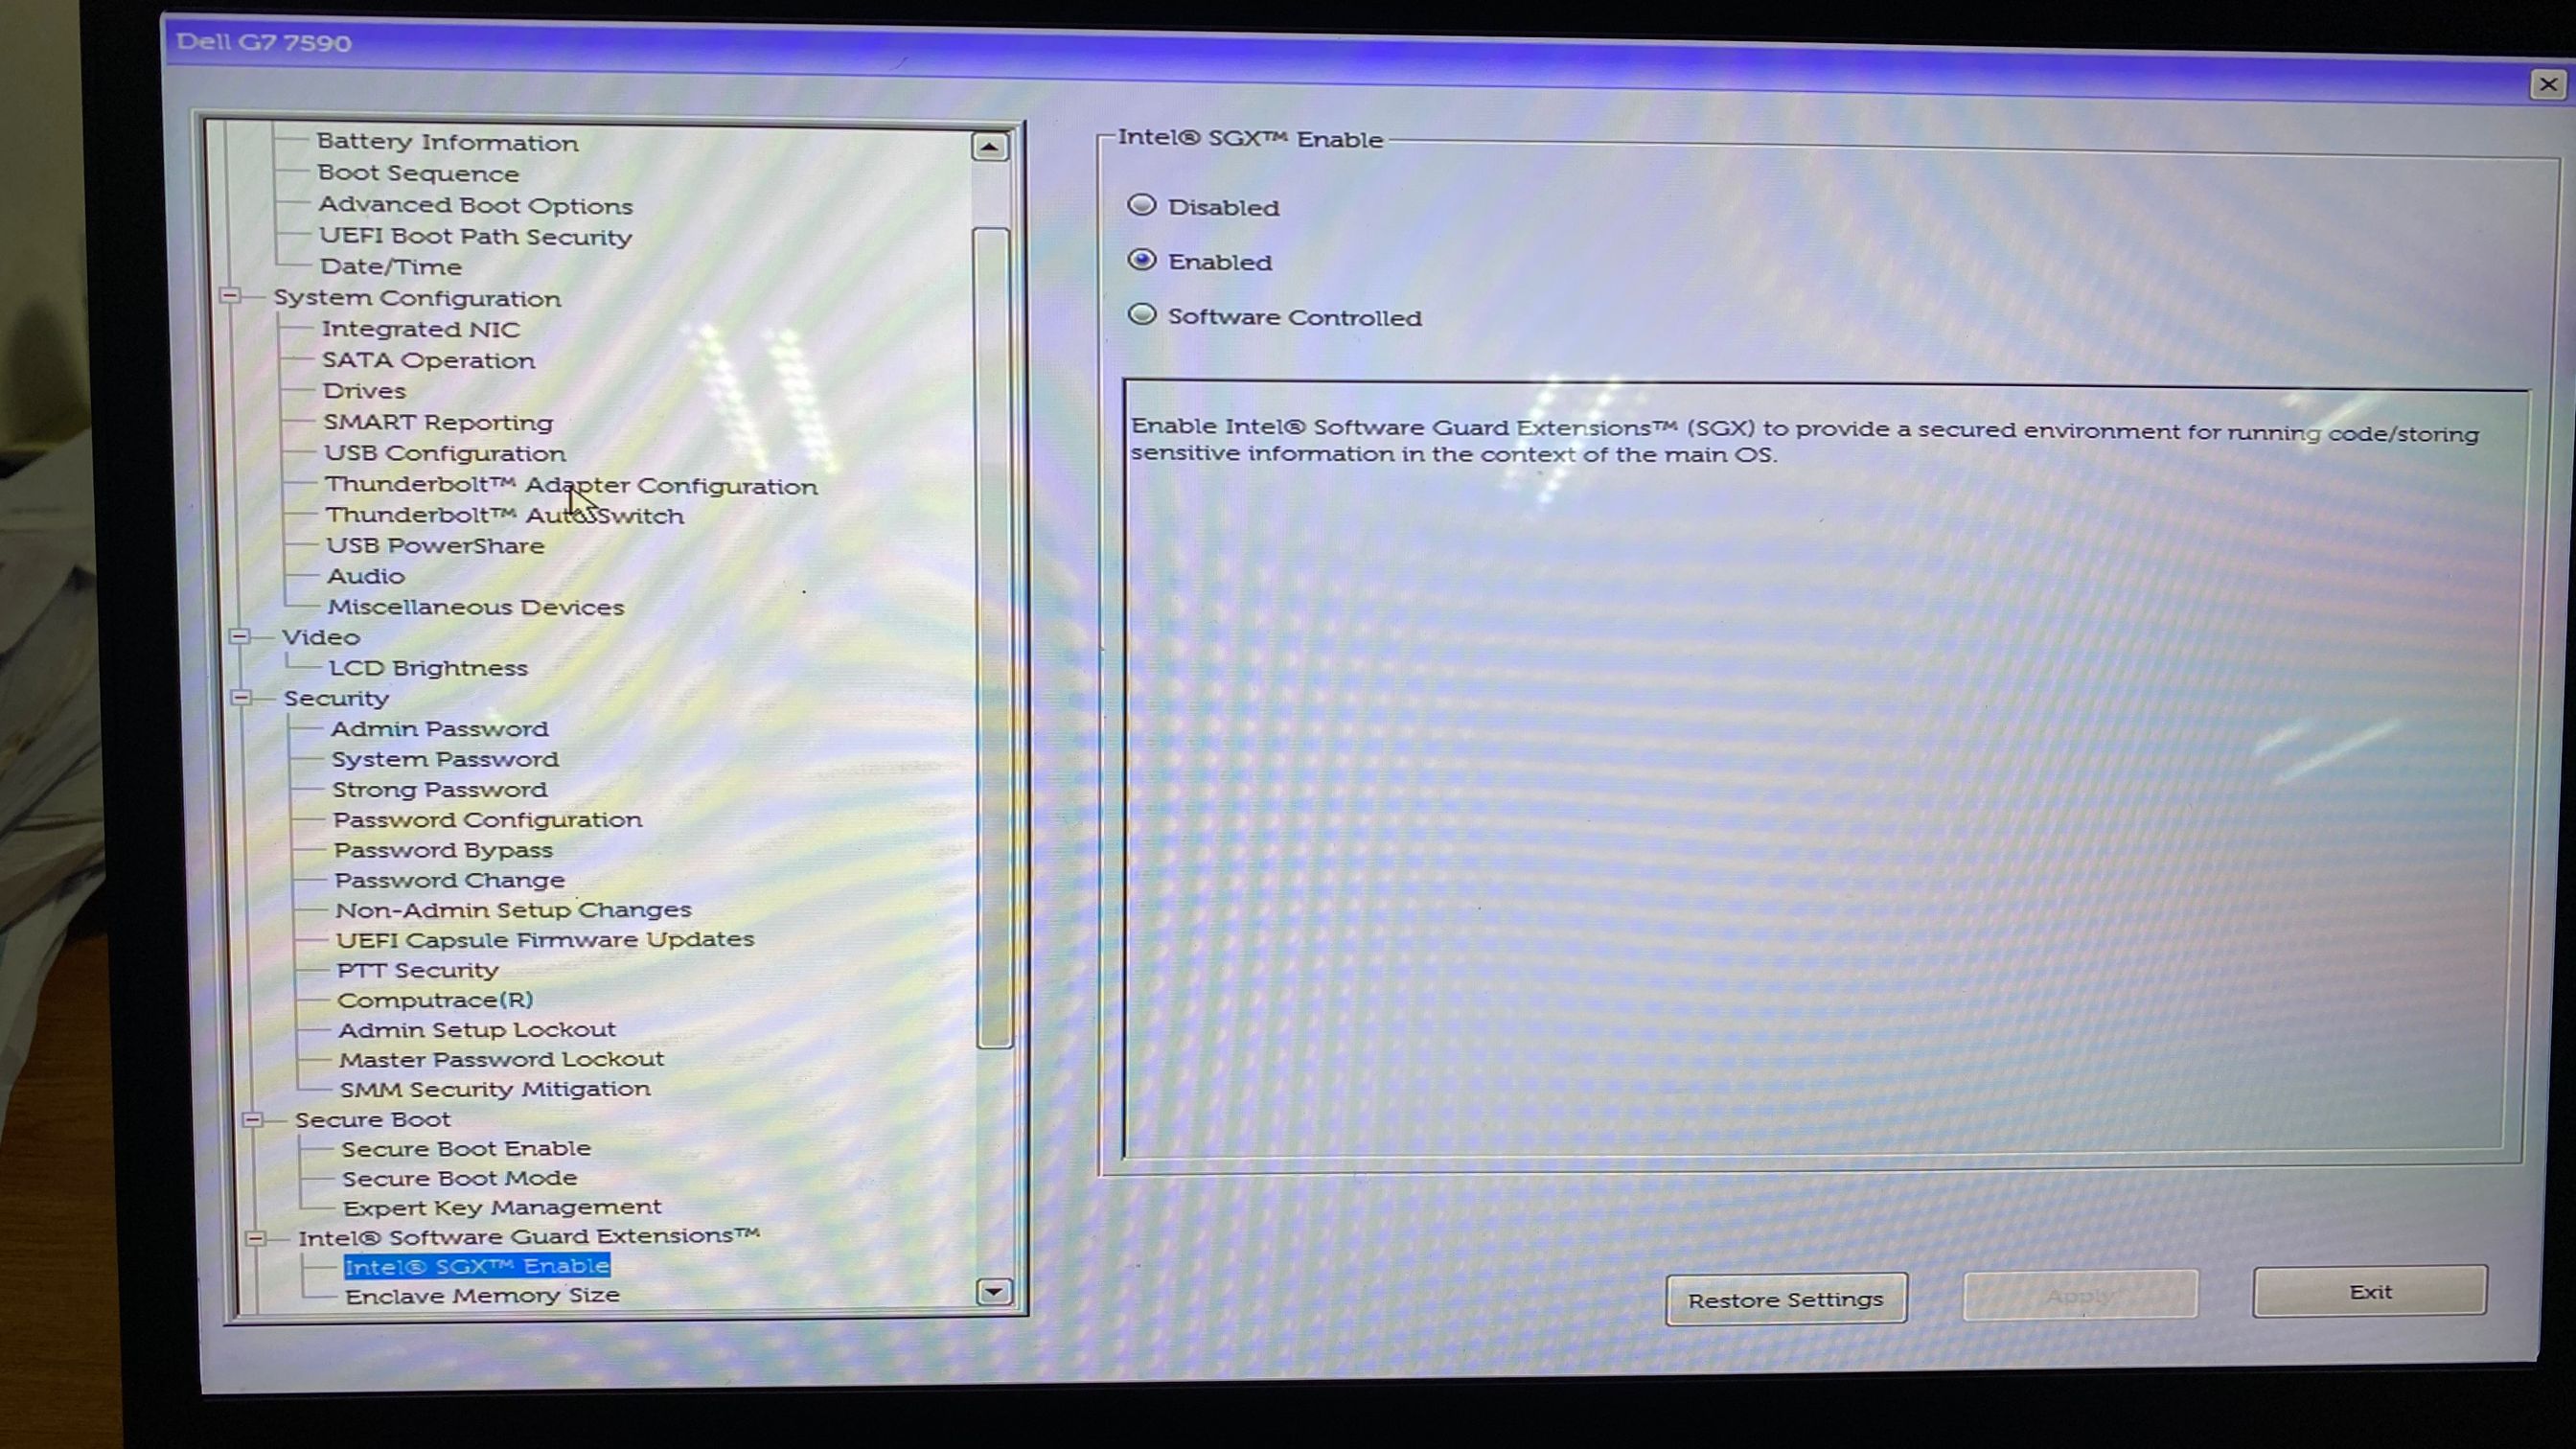 Dell G7 7590
Battery Information
Boot Sequence
Advanced Boot Options
UEFI Boot Path Security
Date/Time
System Configuration
Integrated NIC
SATA Operation
Drives
SMART Reporting
USB Configuration
Thunderbolt™ Adapter Configuration
Thunderbolt™ Auto Switch
USB PowerShare
Audio
Miscellaneous Devices
Video
LCD Brightness
Security
Admin Password
System Password
Strong Password
Password Configuration
Password Bypass
Password Change
Non-Admin Setup Changes
UEFI Capsule Firmware Updates
PTT Security
Computrace(R)
Admin Setup Lockout
Master Password Lockout
SMM Security Mitigation
Secure Boot
Secure Boot Enable
Secure Boot Mode
Expert Key Management
Intel® Software Guard Extensions™
Intel® SGX™ Enable
Enclave Memory Size
Intel® SGX™ Enable
Disabled
Enabled
Software Controlled
Enable Intel® Software Guard Extensions™ (SGX) to provide a secured environment for running code/storing
sensitive information in the context of the main OS.
Restore Settings
Apply
Exit